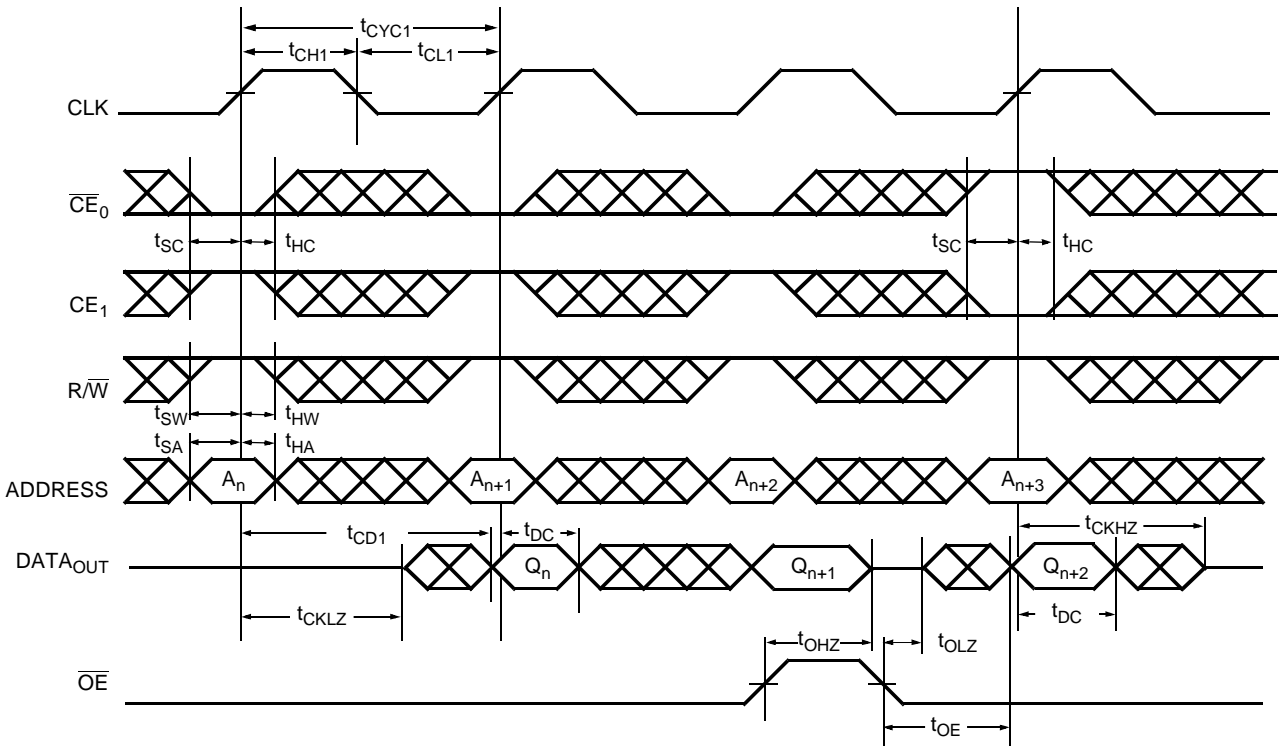 tCYC1
tCH1 tCL1
CLK
CE0
tSC tHC tSC tHC
CE1
R/W
tSW tHW
tSA tHA
ADDRESS An An+1 An+2 An+3
tCD1 tDC tCKHZ
DATAOUT Qn Qn+1 Qn+2
tCKLZ tDC
tOHZ tOLZ
OE
tOE